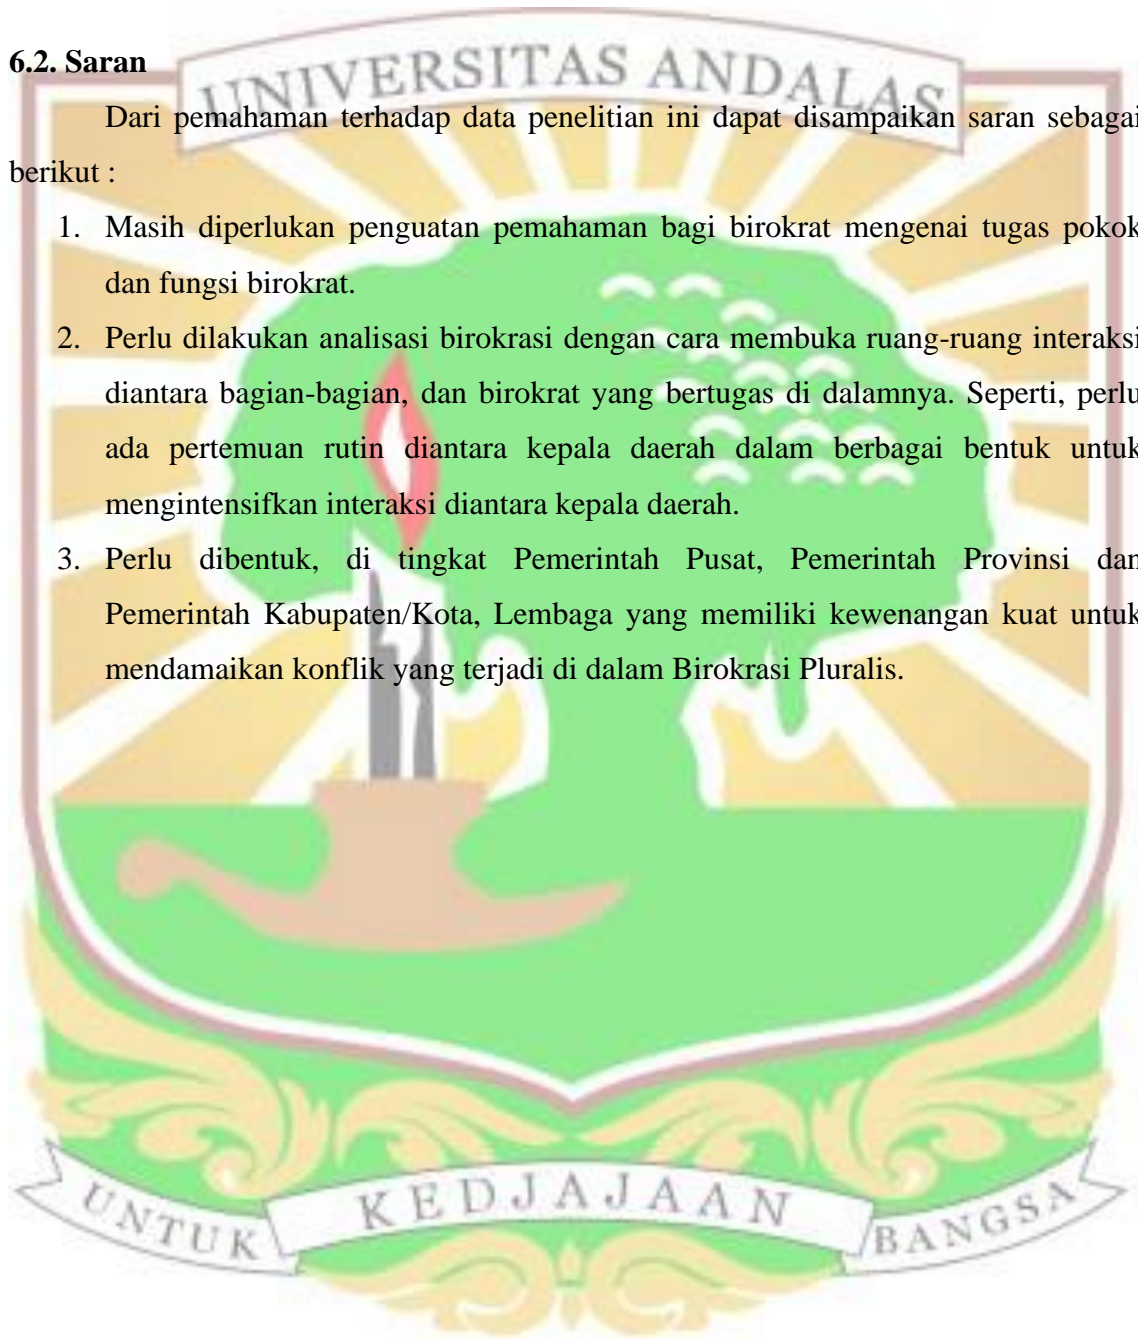 UNIVERSITAS ANDALAS
6.2. Saran
Dari pemahaman terhadap data penelitian ini dapat disampaikan saran sebagai
berikut :
1. Masih diperlukan penguatan pemahaman bagi birokrat mengenai tugas pokok
dan fungsi birokrat.
2. Perlu dilakukan analisasi birokrasi dengan cara membuka ruang-ruang interaksi
diantara bagian-bagian, dan birokrat yang bertugas di dalamnya. Seperti, perlu
ada pertemuan rutin diantara kepala daerah dalam berbagai bentuk untuk
mengintensifkan interaksi diantara kepala daerah.
3. Perlu dibentuk, di tingkat Pemerintah Pusat, Pemerintah Provinsi dan
Pemerintah Kabupaten/Kota, Lembaga yang memiliki kewenangan kuat untuk
mendamaikan konflik yang terjadi di dalam Birokrasi Pluralis.
UNTUK KEDJAJAAN BANGSA